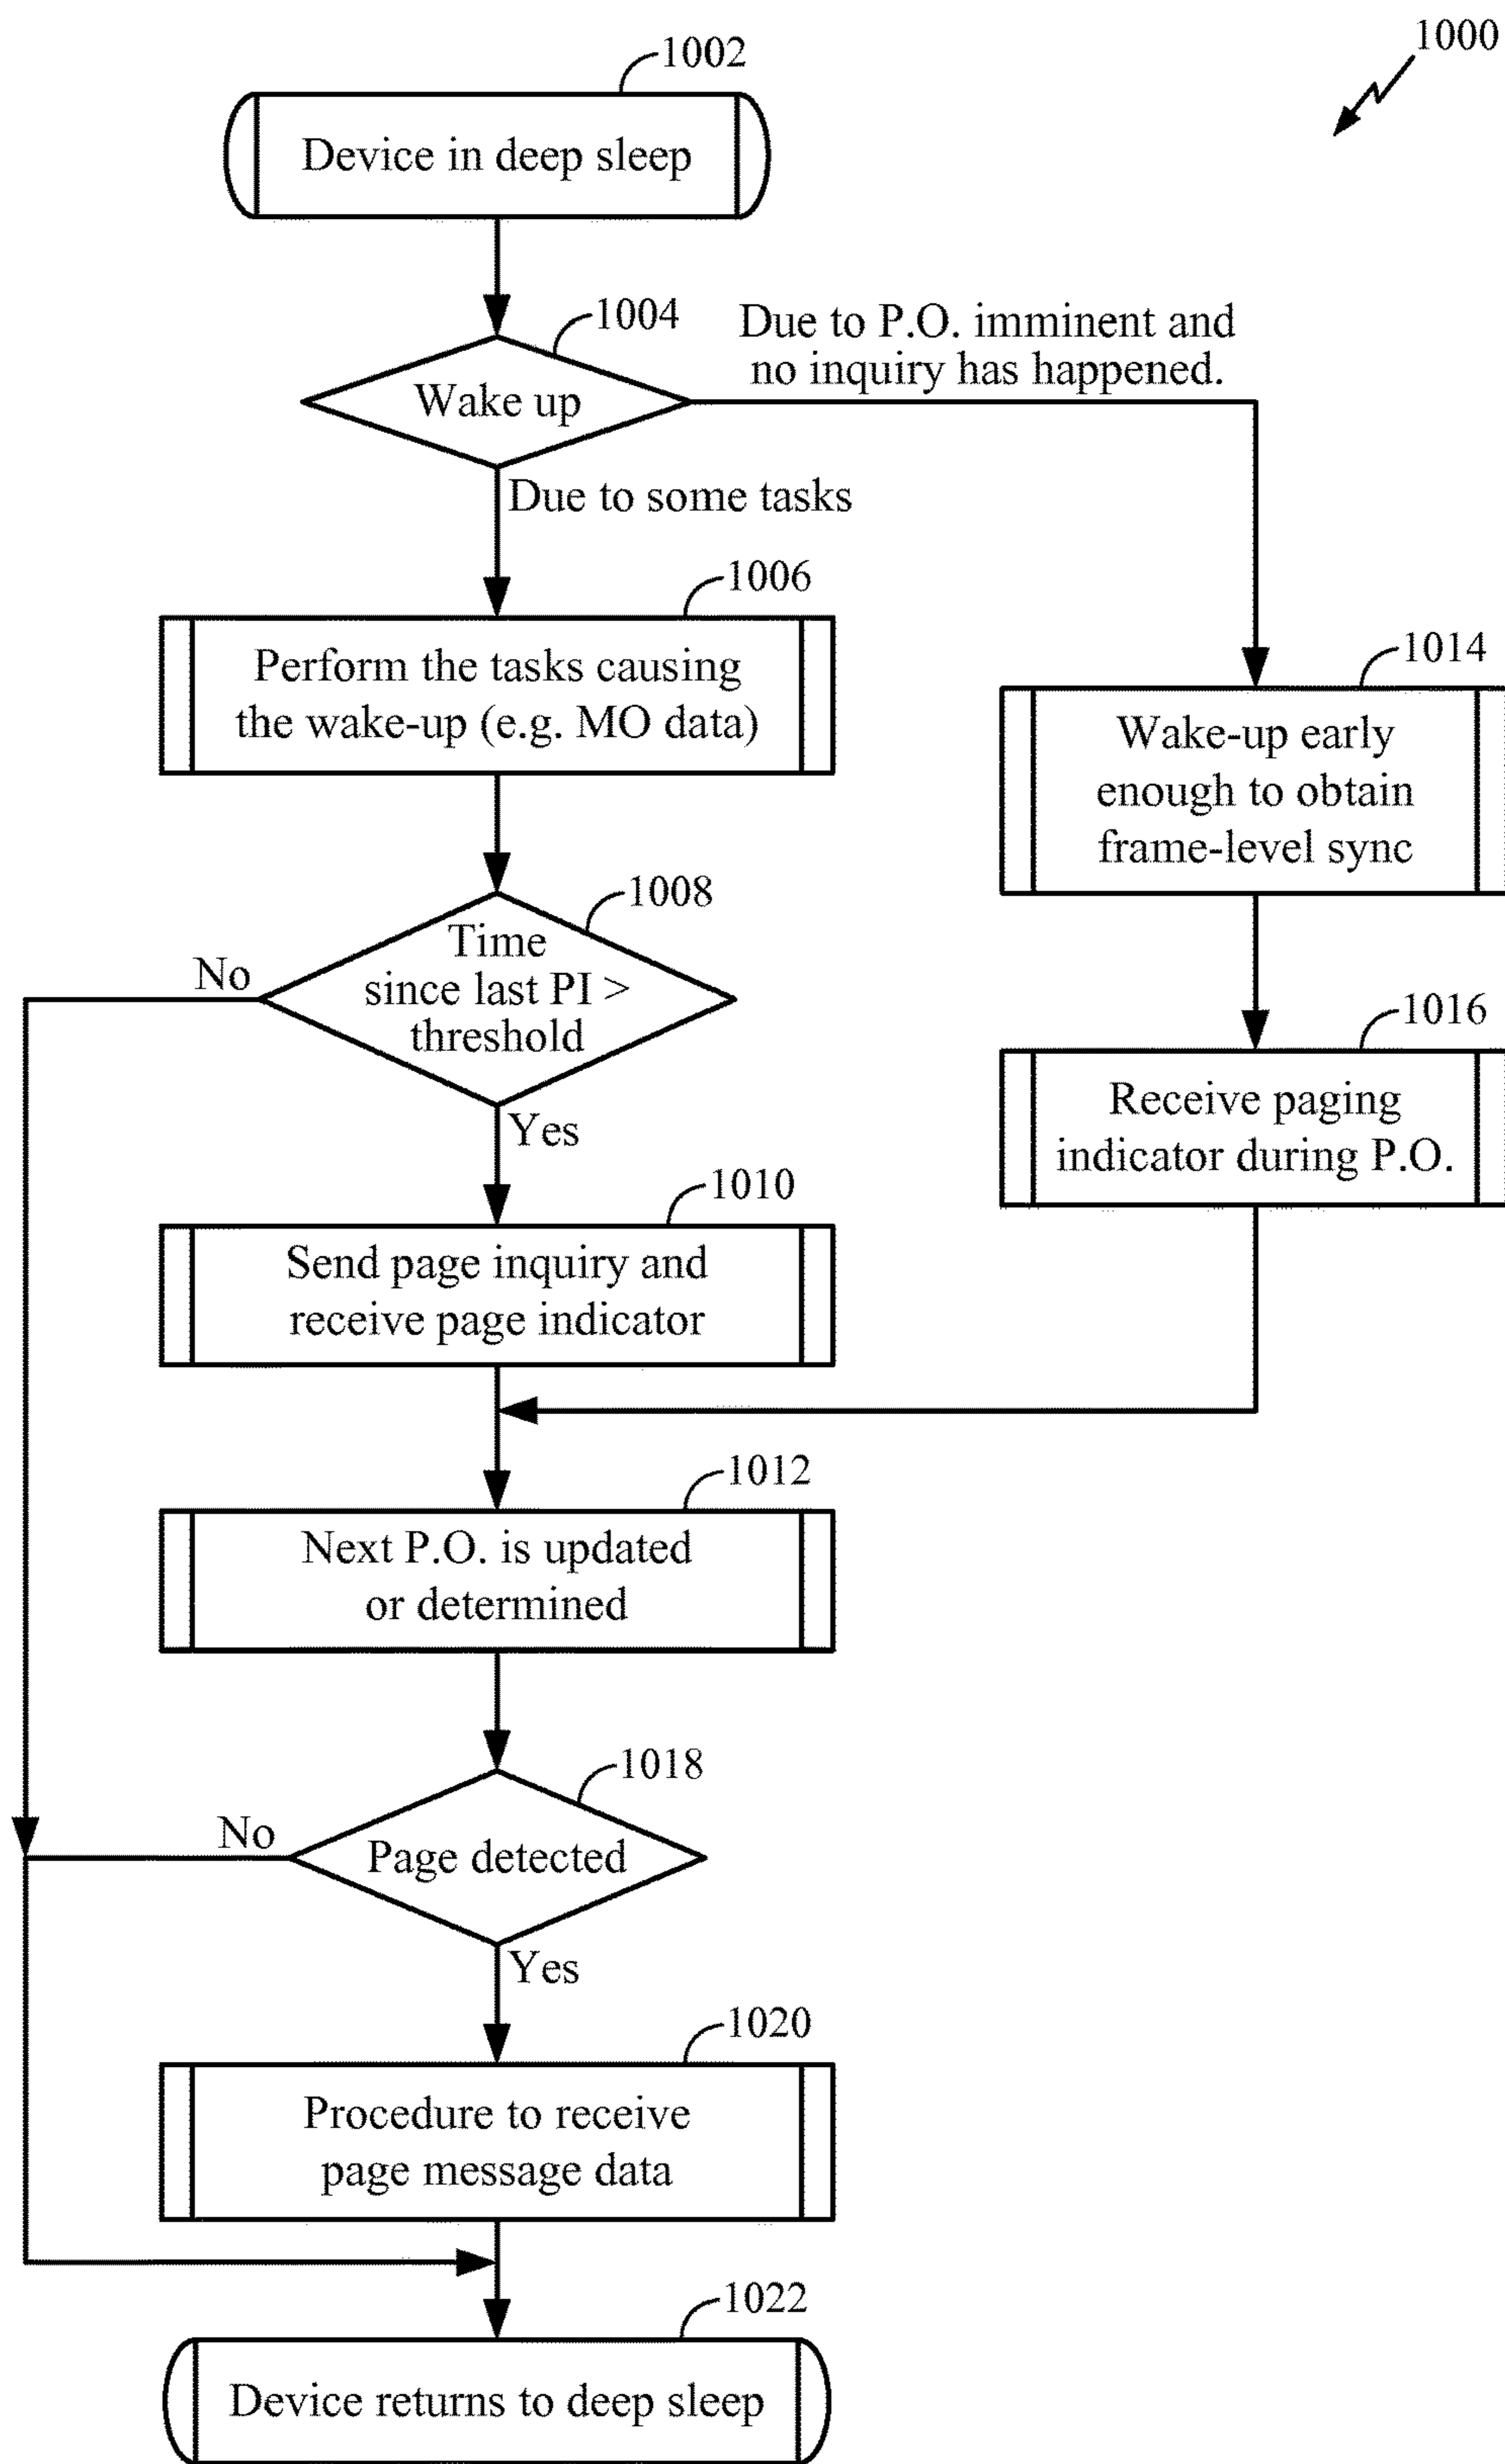 1000
1002
Device in deep sleep
1004
Wake up
Due to P.O. imminent and
no inquiry has happened.
Due to some tasks
1006
Perform the tasks causing
the wake-up (e.g. MO data)
1014
Wake-up early
enough to obtain
frame-level sync
1008
Time
since last PI >
threshold
No
Yes
1016
Receive paging
indicator during P.O.
1010
Send page inquiry and
receive page indicator
1012
Next P.O. is updated
or determined
1018
Page detected
No
Yes
1020
Procedure to receive
page message data
1022
Device returns to deep sleep